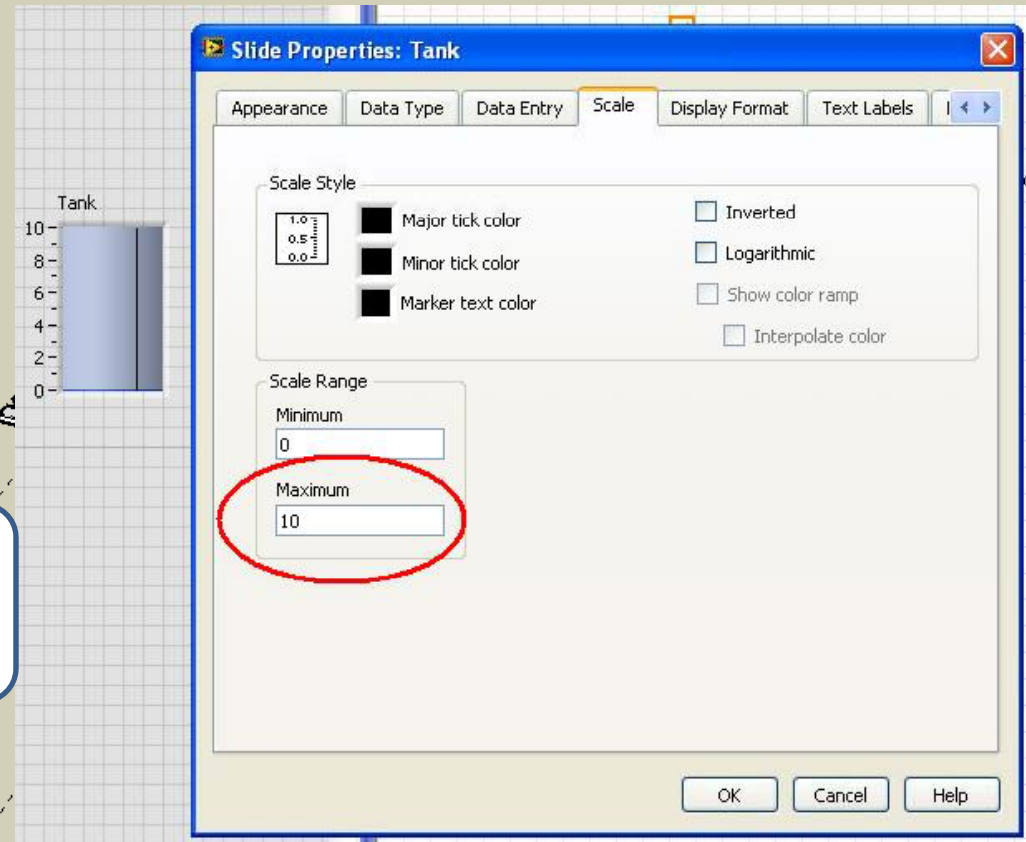 Slide Properties: Tank
Appearance
Data Type
Data Entry
Scale
Display Format
Text Labels
Scale Style
1.0
0.5
0.0
Major tick color
Minor tick color
Marker text color
Inverted
Logarithmic
Show color ramp
Interpolate color
Scale Range
Minimum
0
Maximum
10
OK
Cancel
Help
Tank
10
8
6
4
2
0